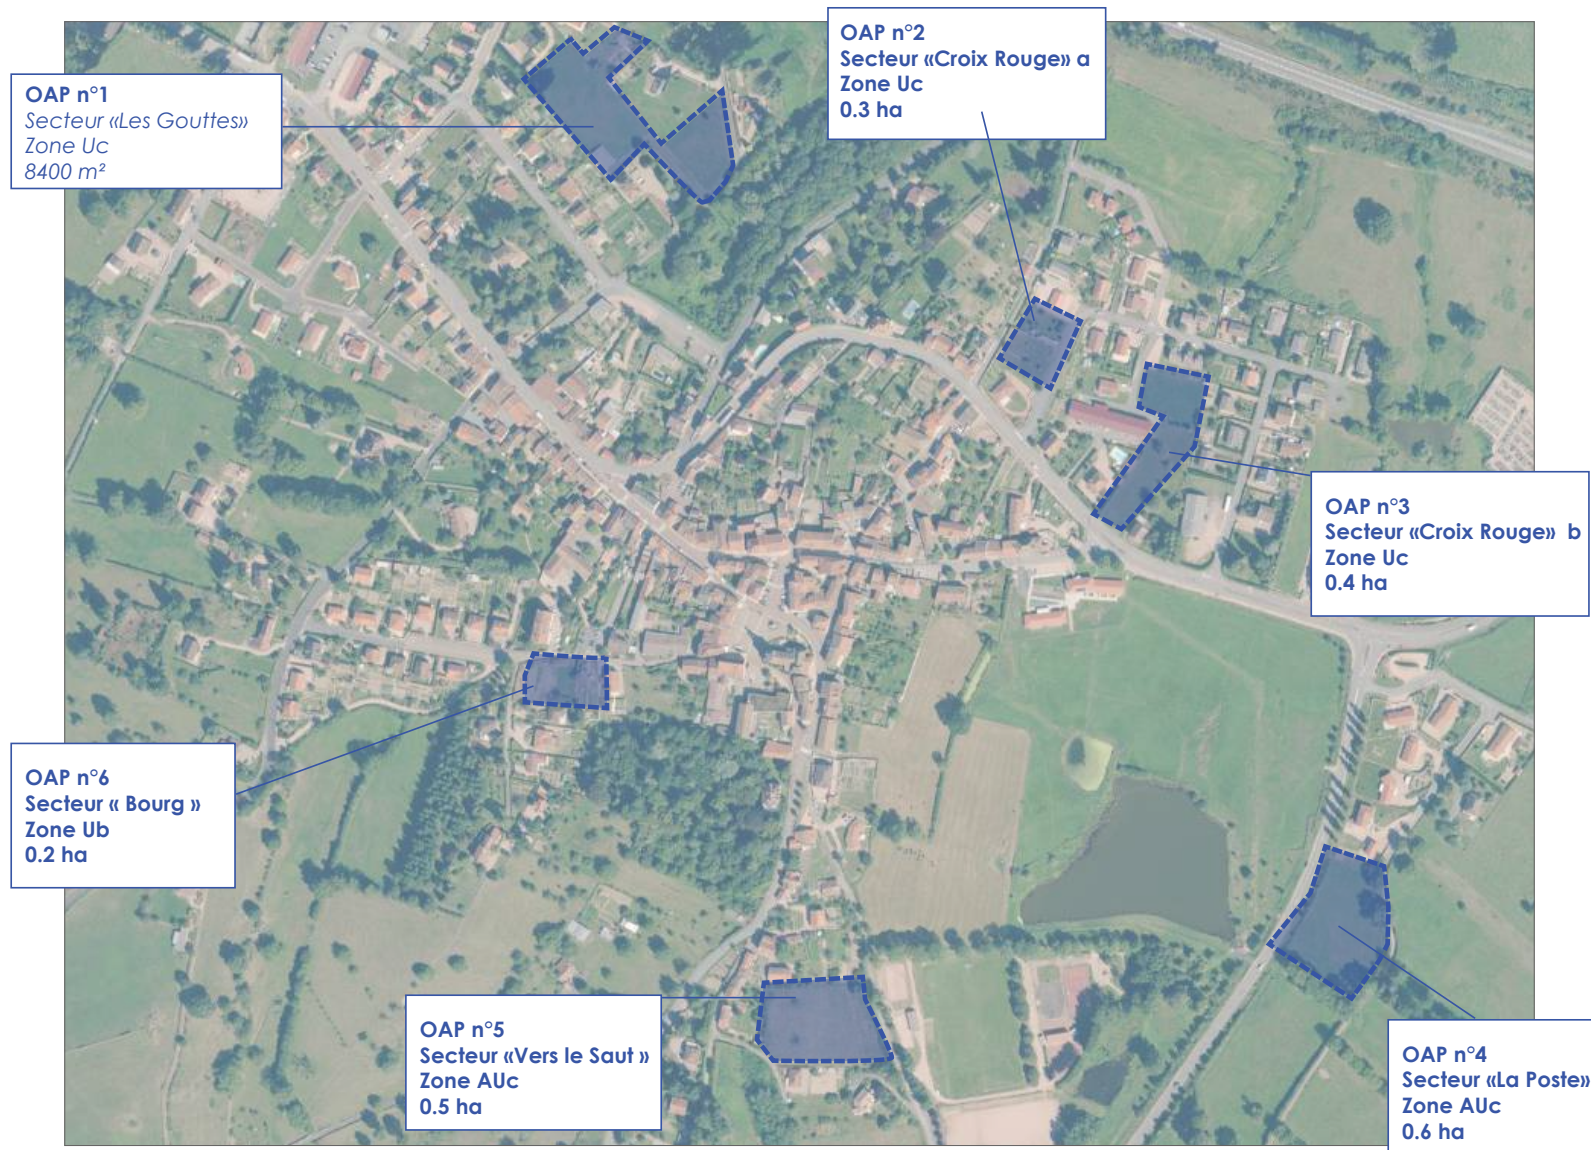 OAP n°1
Secteur «Les Gouttes»
Zone Uc
8400 m²
OAP n°2
Secteur «Croix Rouge» a
Zone Uc
0.3 ha
OAP n°3
Secteur «Croix Rouge» b
Zone Uc
0.4 ha
OAP n°6
Secteur « Bourg »
Zone Ub
0.2 ha
OAP n°5
Secteur «Vers le Saut »
Zone AUc
0.5 ha
OAP n°4
Secteur «La Poste»
Zone AUc
0.6 ha